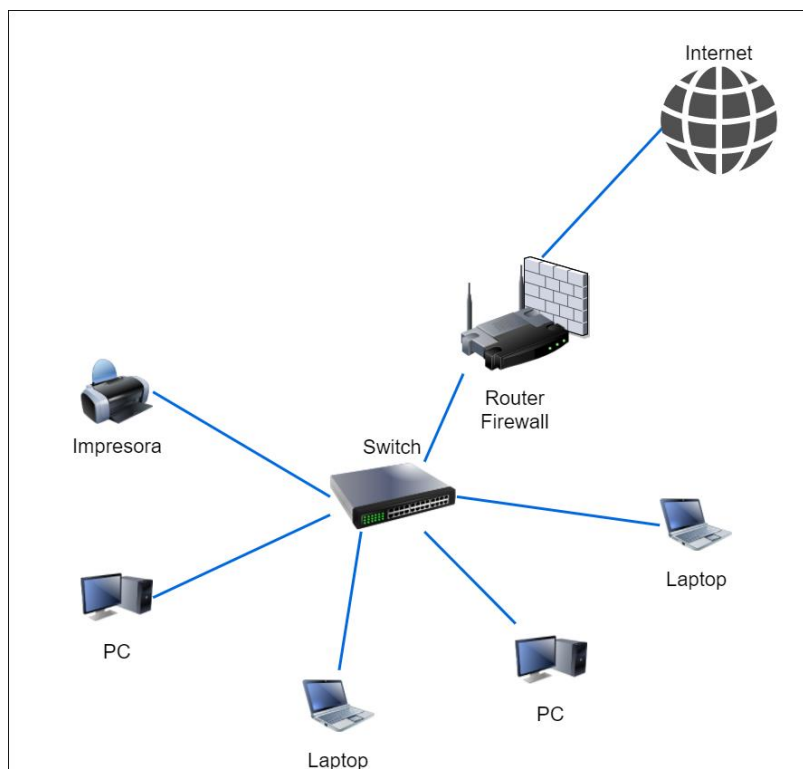 Internet
Router
Firewall
Switch
Impresora
Laptop
PC
PC
Laptop